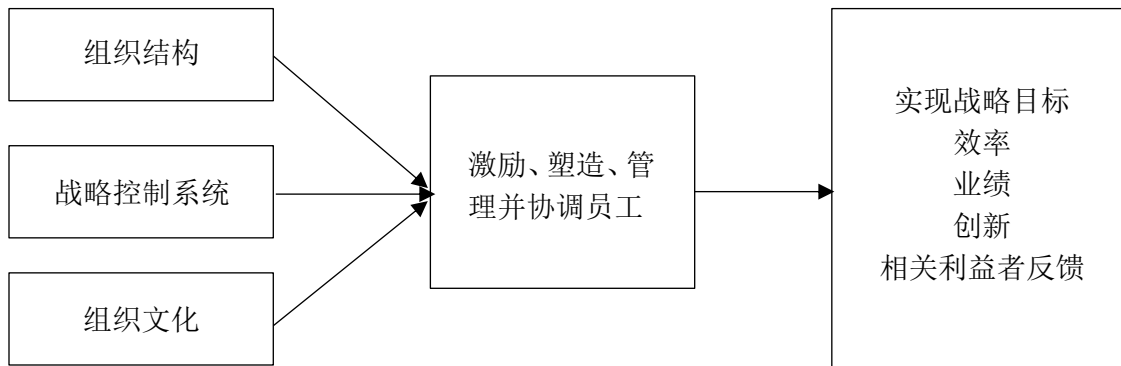 组织结构
战略控制系统
组织文化
激励、塑造、管
理并协调员工
实现战略目标
效率
业绩
创新
相关利益者反馈